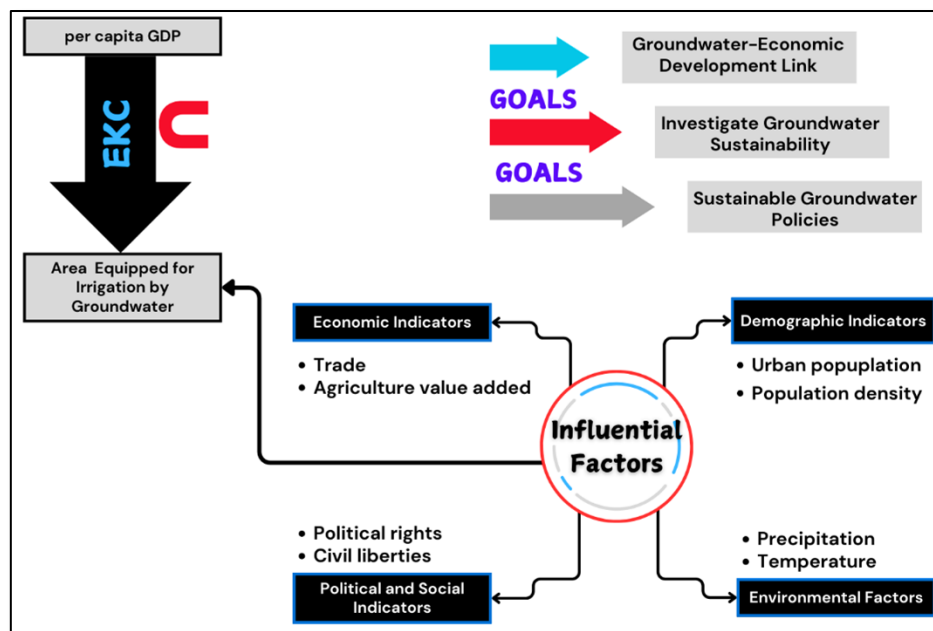 per capita GDP
EKC
Area Equipped for
Irrigation by
Groundwater
Groundwater-Economic
Development Link
GOALS
Investigate Groundwater
Sustainability
GOALS
Sustainable Groundwater
Policies
Economic Indicators
• Trade
• Agriculture value added
Demographic Indicators
• Urban popuplation
• Population density
Influential
Factors
• Political rights
• Civil liberties
Political and Social
Indicators
• Precipitation
• Temperature
Environmental Factors